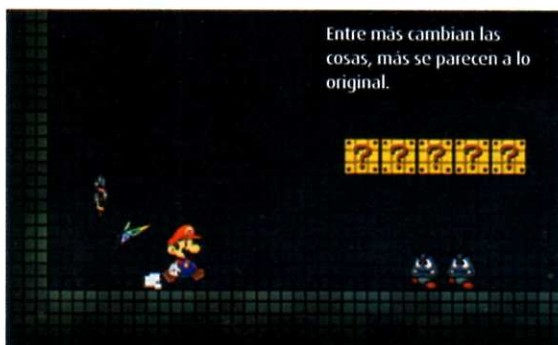 Entre más cambian las
cosas, más se parecen a lo
original.
? ? ? ? ?